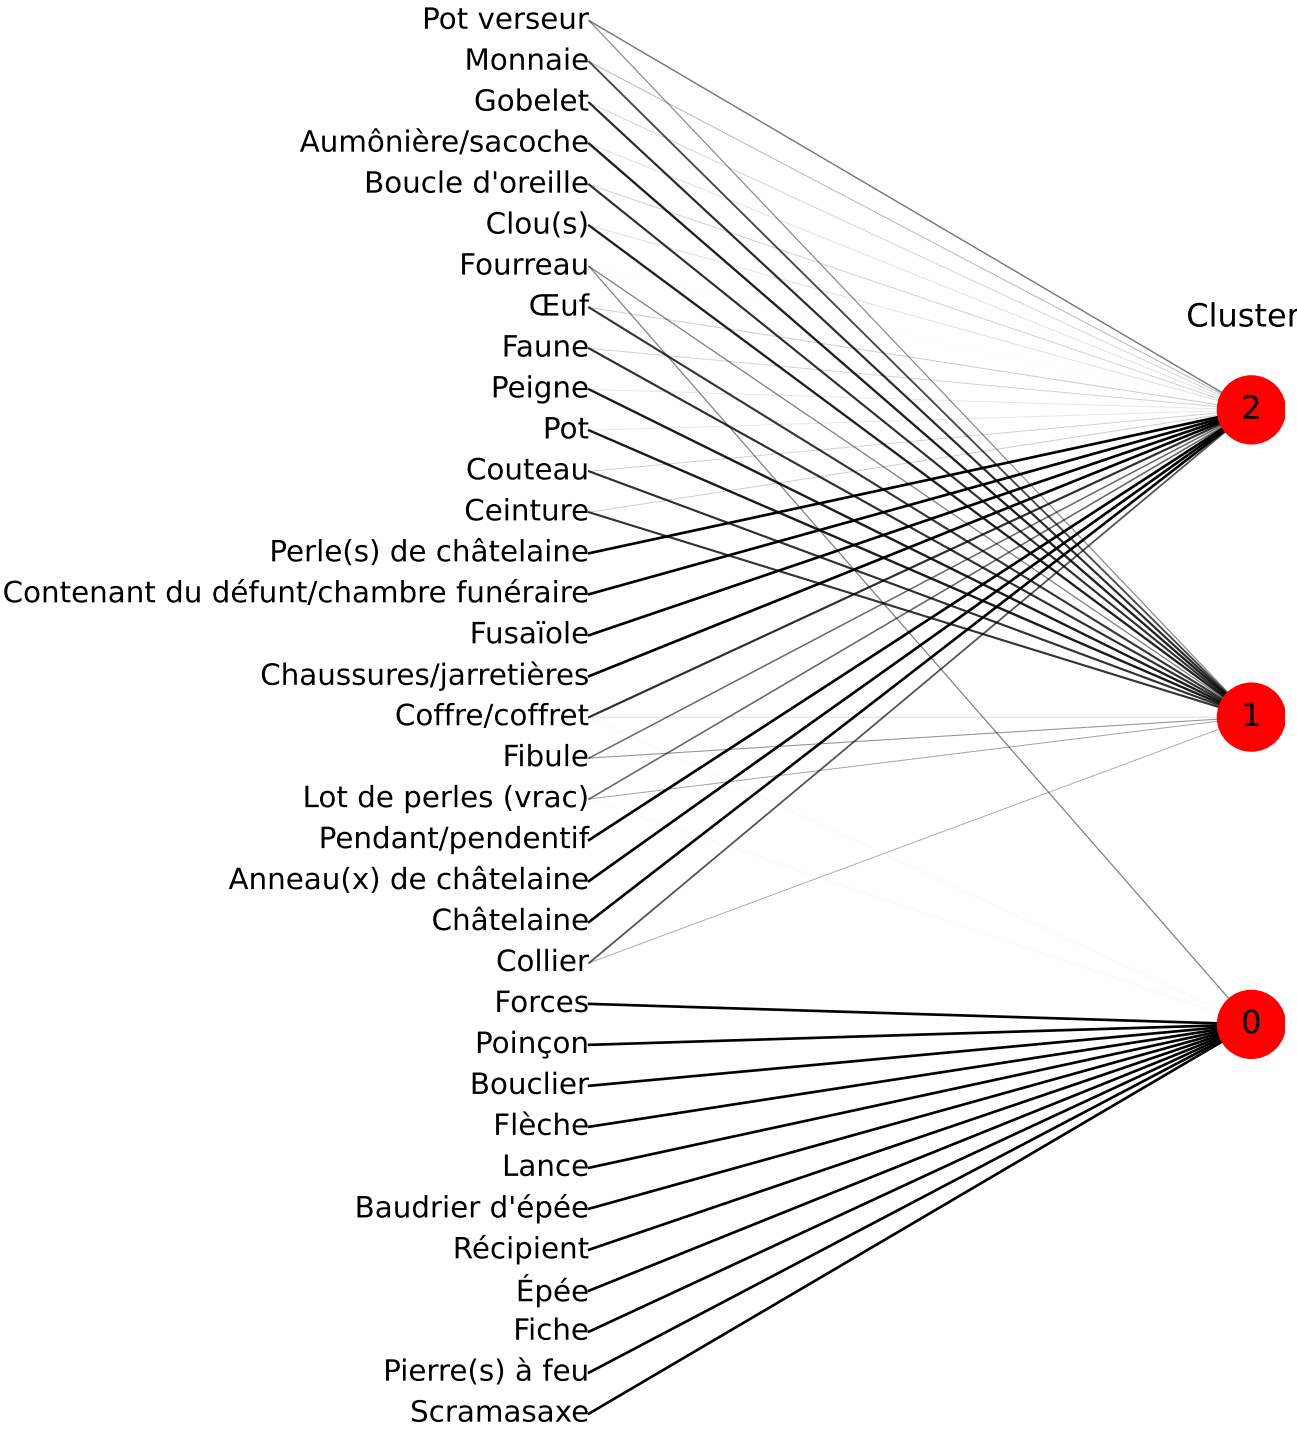 Pot verseur
Monnaie
Gobelet
Aumônière/sacoche
Boucle d'oreille
Clou(s)
Fourreau
Œuf
Faune
Peigne
Pot
Couteau
Ceinture
Perle(s) de châtelaine
Contenant du défunt/chambre funéraire
Fusaïole
Chaussures/jarretières
Coffre/coffret
Fibule
Lot de perles (vrac)
Pendant/pendentif
Anneau(x) de châtelaine
Châtelaine
Collier
Forces
Poinçon
Bouclier
Flèche
Lance
Baudrier d'épée
Récipient
Épée
Fiche
Pierre(s) à feu
Scramasaxe
Cluster
2
1
0